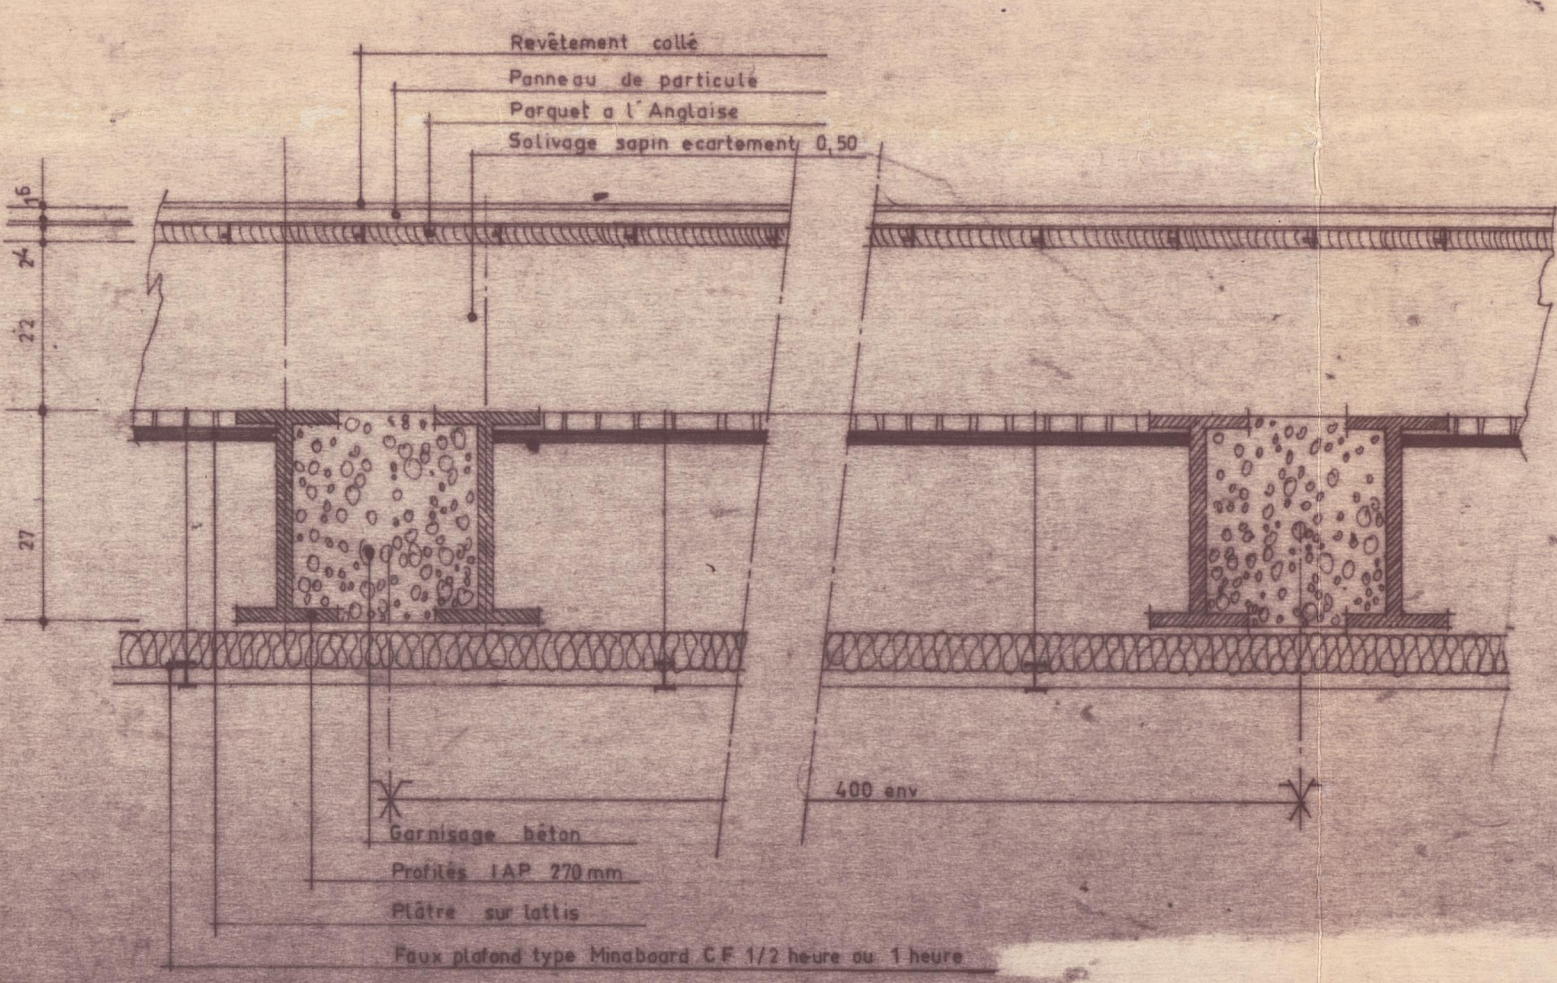 Revêtement collé
Panneau de particule
Parquet a l'Anglaise
Solivage sapin ecartement 0,50
16
24
22
27
400 env
Garnisage béton
Profilés IAP 270 mm
Plâtre sur lattis
Faux plafond type Minaboard C F 1/2 heure ou 1 heure